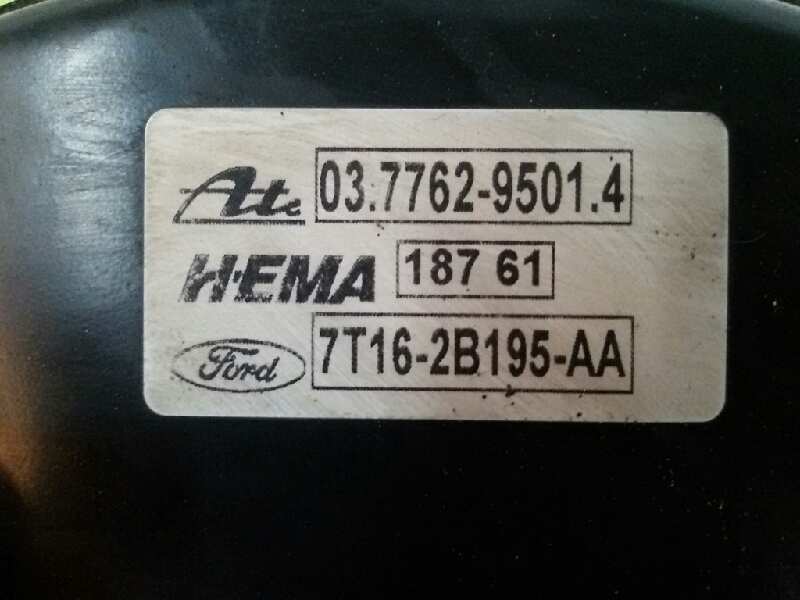 Ate 03.7762-9501.4
HEMA 187 61
Ford 7T16-2B195-AA